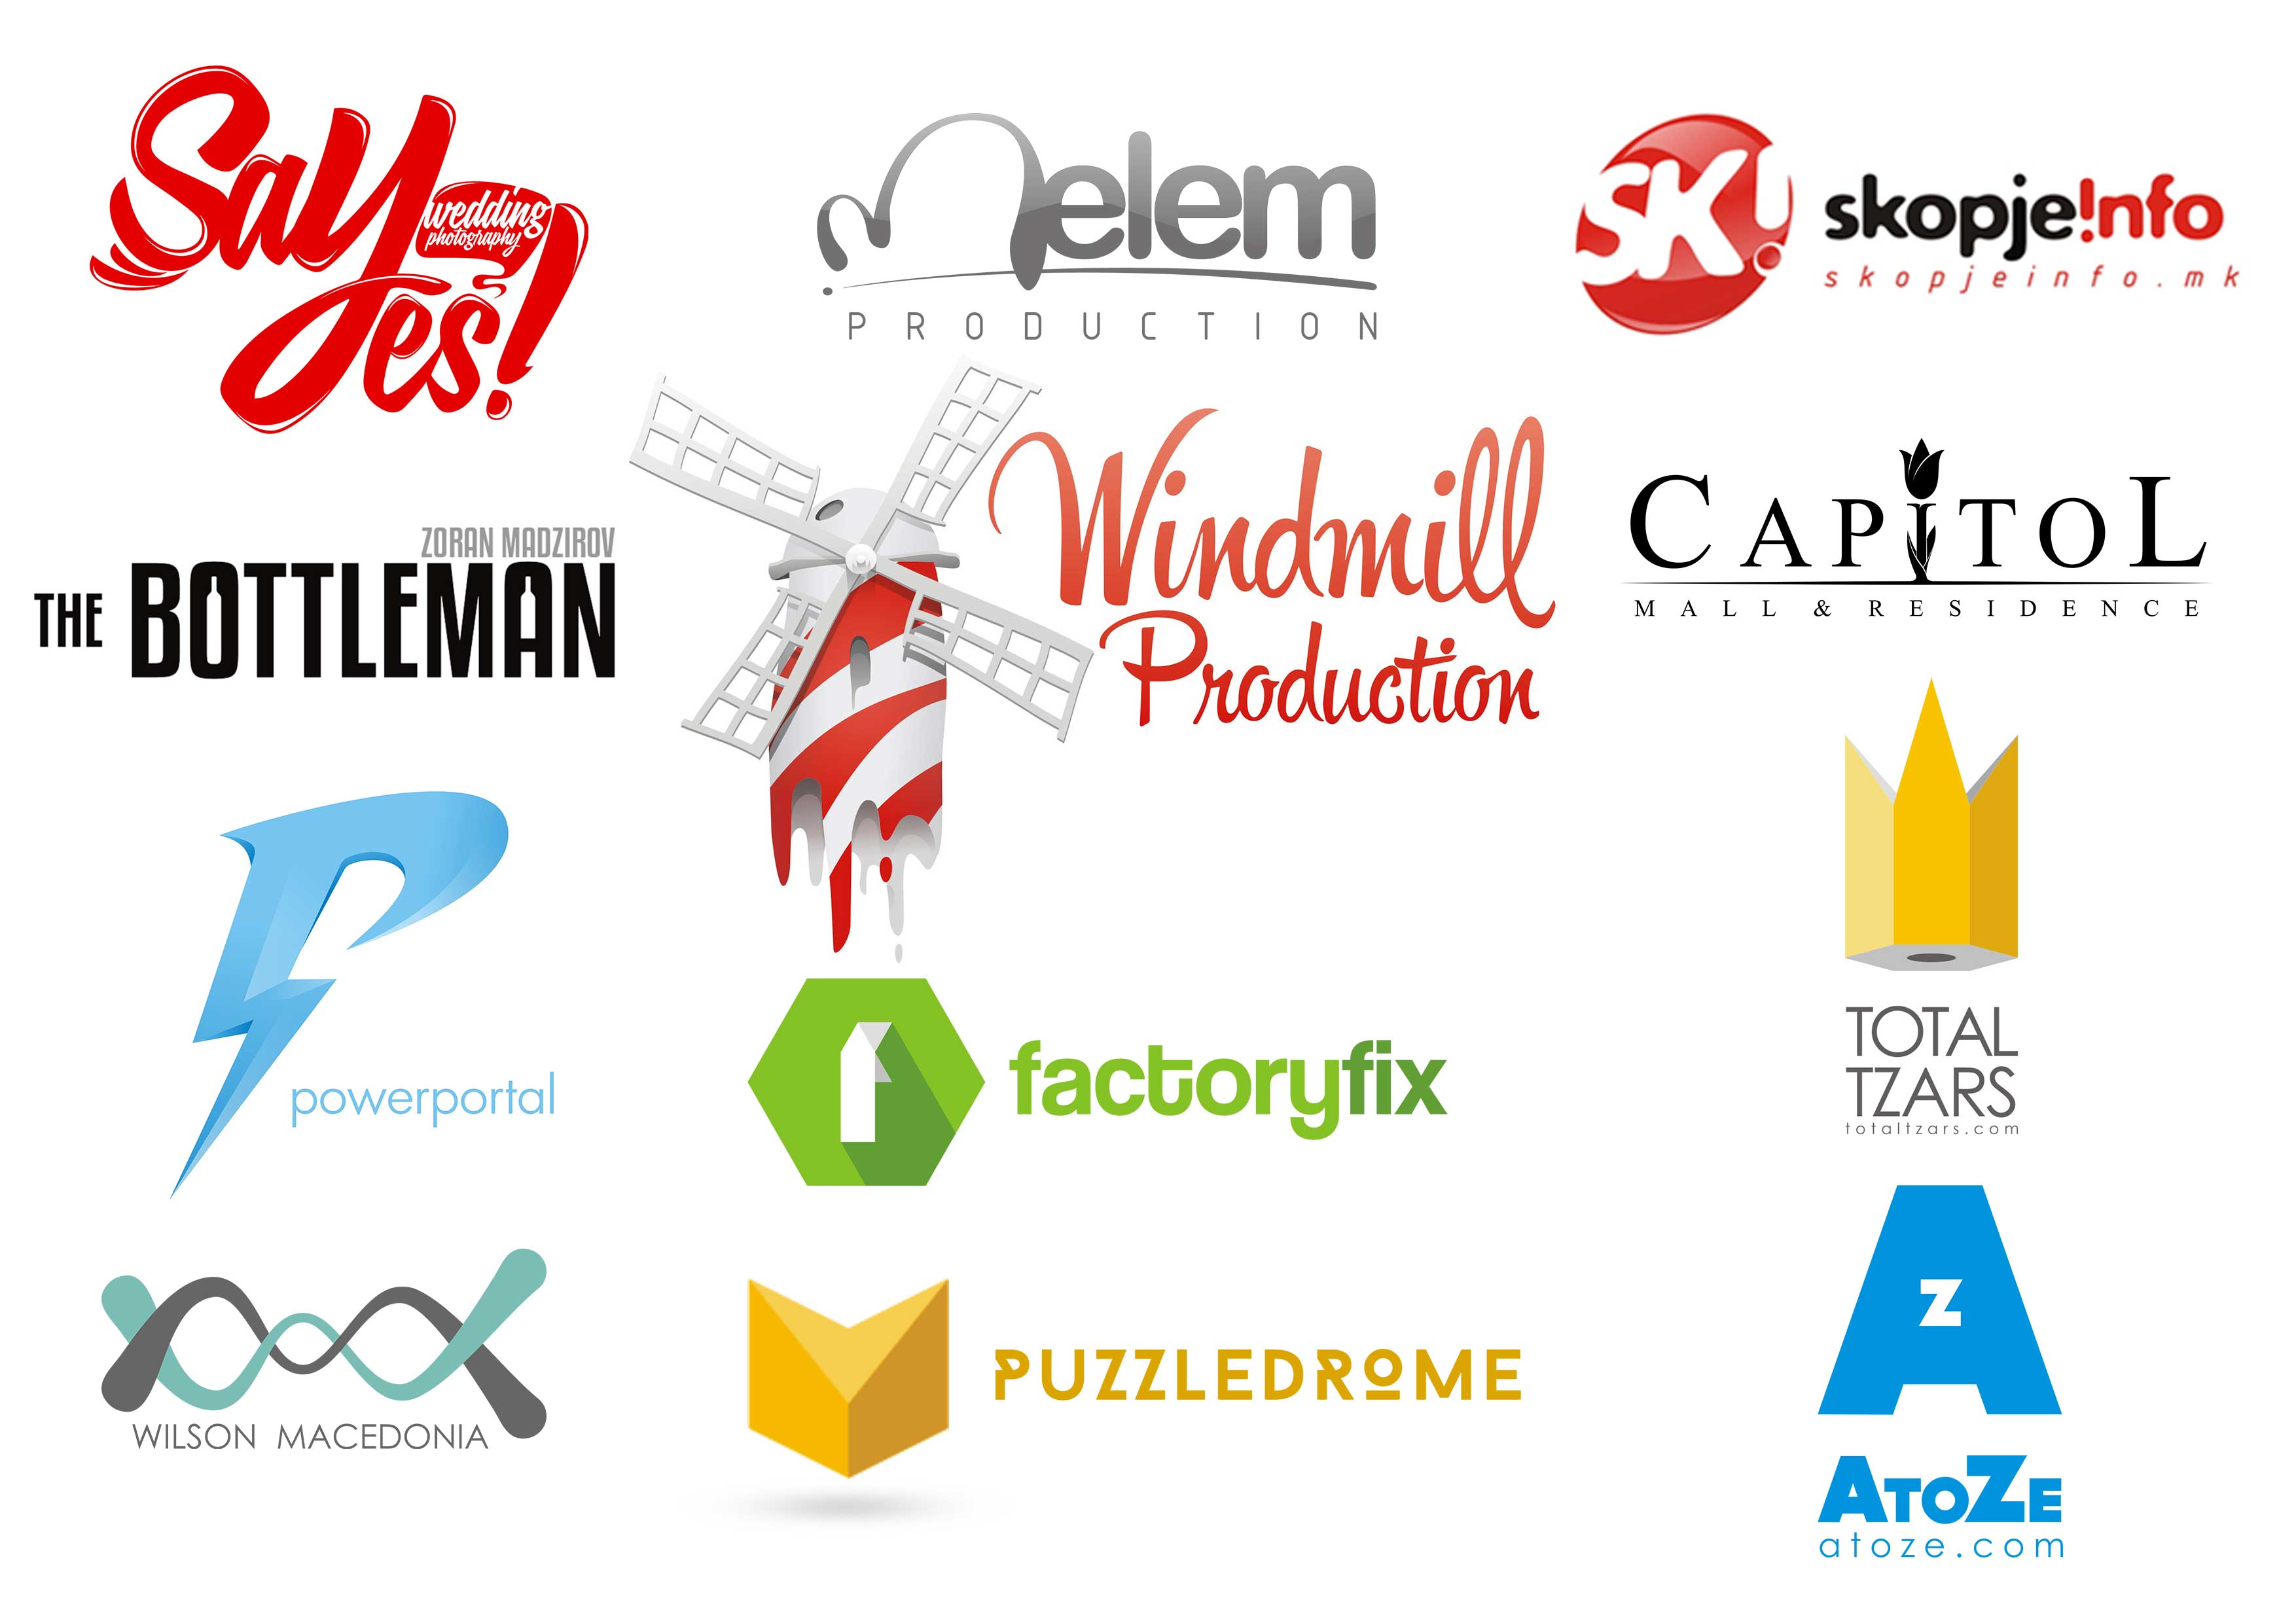 Say
wedding
photography
Yes!
Melem
PRODUCTION
SK!
skopje!nfo
skopjeinfo.mk
ZORAN MADZIROV
THE BOTTLEMAN
Windmill
Production
CAPITOL
MALL & RESIDENCE
powerportal
factoryfix
TOTAL
TZARS
totaltzars.com
WILSON MACEDONIA
PUZZLEDROME
A
Z
ATOZE
atoze.com